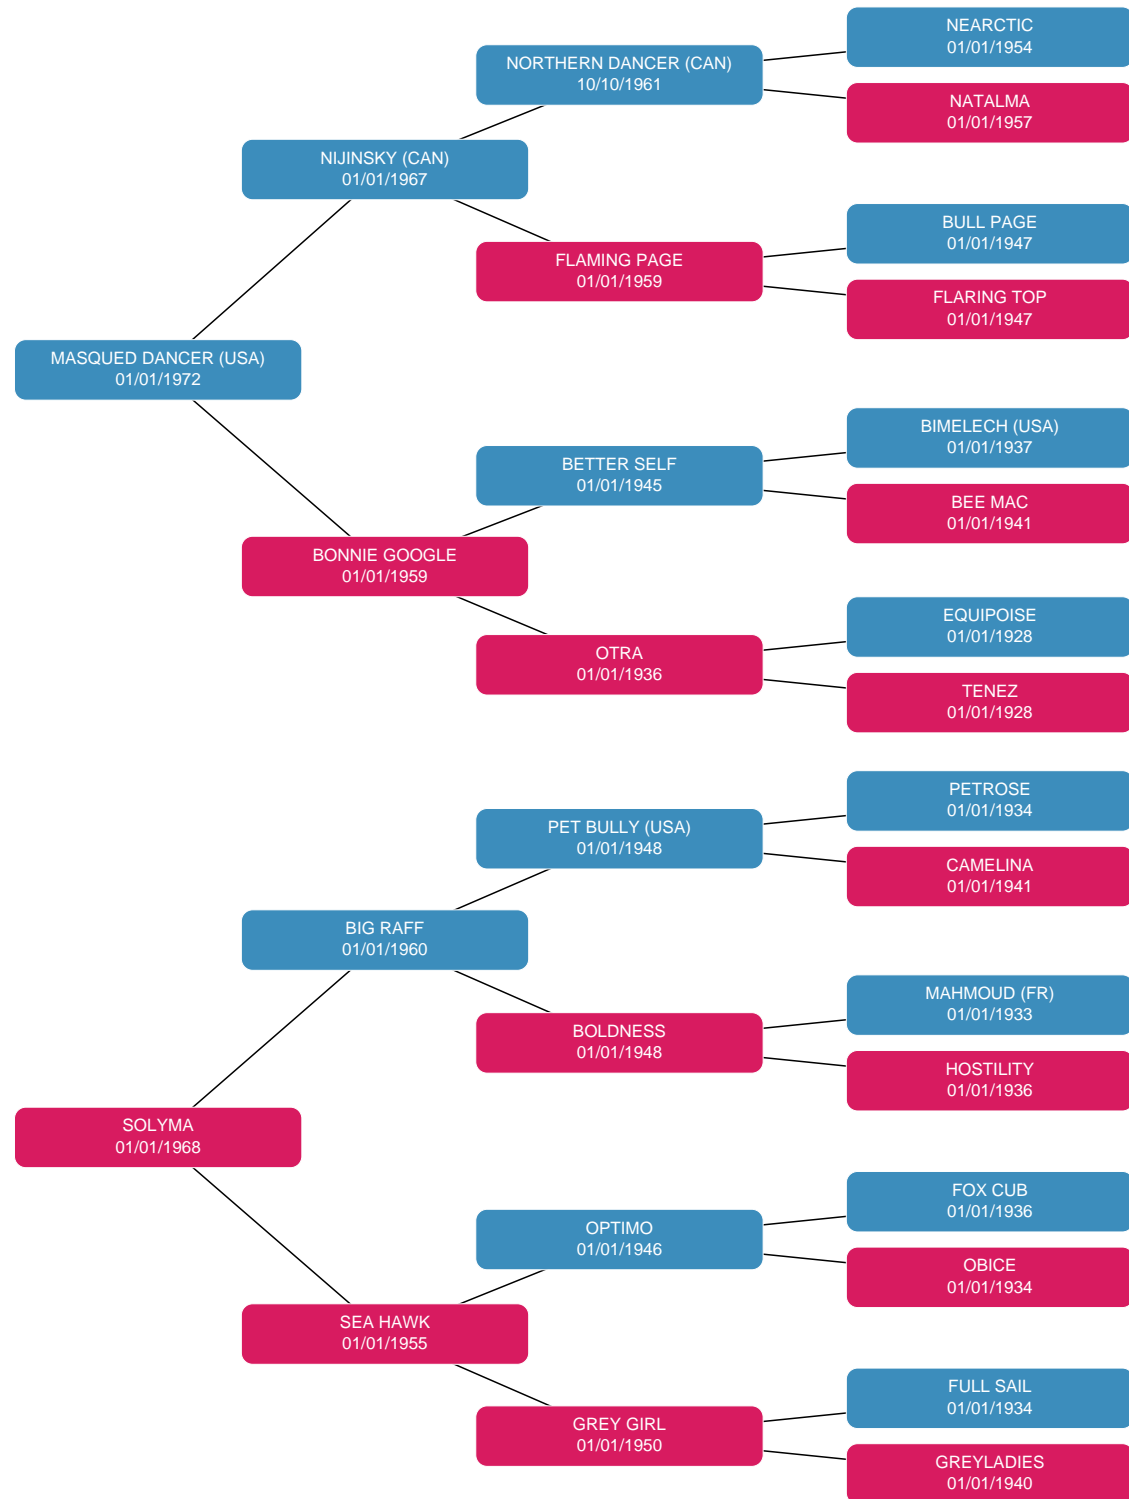 NEARCTIC
01/01/1954
NORTHERN DANCER (CAN)
10/10/1961
NATALMA
01/01/1957
NIJINSKY (CAN)
01/01/1967
BULL PAGE
01/01/1947
FLAMING PAGE
01/01/1959
FLARING TOP
01/01/1947
MASQUED DANCER (USA)
01/01/1972
BIMELECH (USA)
01/01/1937
BETTER SELF
01/01/1945
BEE MAC
01/01/1941
BONNIE GOOGLE
01/01/1959
EQUIPOISE
01/01/1928
OTRA
01/01/1936
TENEZ
01/01/1928
PETROSE
01/01/1934
PET BULLY (USA)
01/01/1948
CAMELINA
01/01/1941
BIG RAFF
01/01/1960
MAHMOUD (FR)
01/01/1933
BOLDNESS
01/01/1948
HOSTILITY
01/01/1936
SOLYMA
01/01/1968
FOX CUB
01/01/1936
OPTIMO
01/01/1946
OBICE
01/01/1934
SEA HAWK
01/01/1955
FULL SAIL
01/01/1934
GREY GIRL
01/01/1950
GREYLADIES
01/01/1940